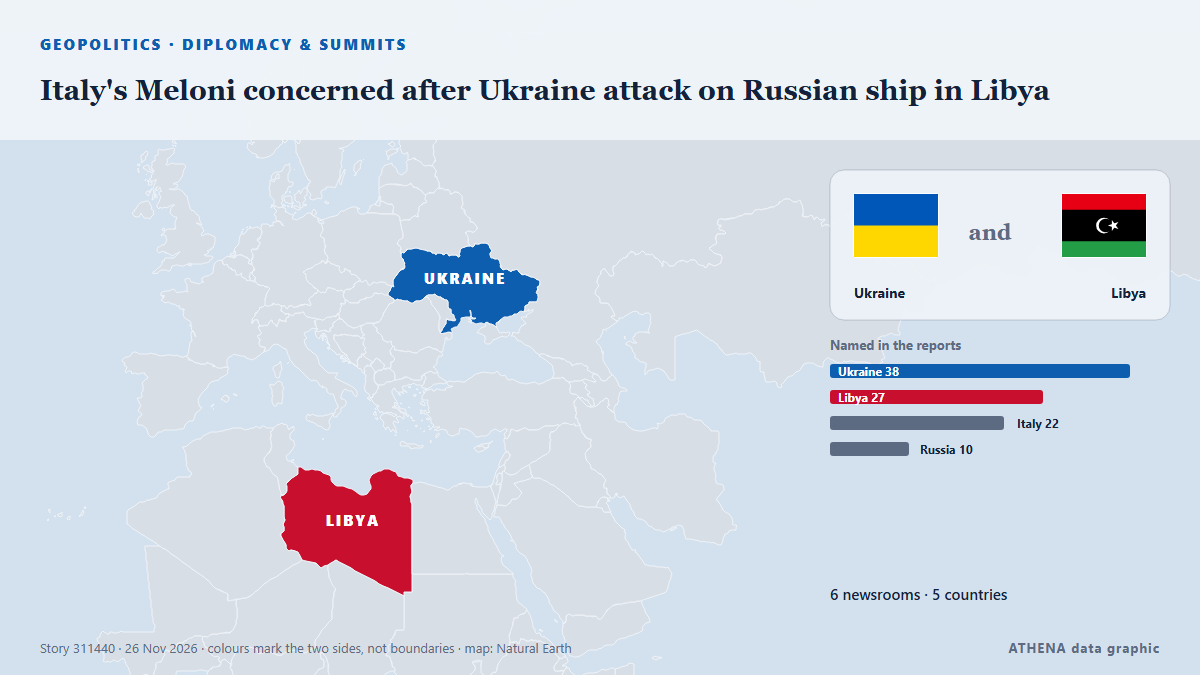 GEOPOLITICS · DIPLOMACY & SUMMITS
Italy's Meloni concerned after Ukraine attack on Russian ship in Libya
UKRAINE
LIBYA
and
Ukraine
Libya
Named in the reports
Ukraine 38
Libya 27
Italy 22
Russia 10
6 newsrooms · 5 countries
Story 311440 · 26 Nov 2026 · colours mark the two sides, not boundaries · map: Natural Earth
ATHENA data graphic